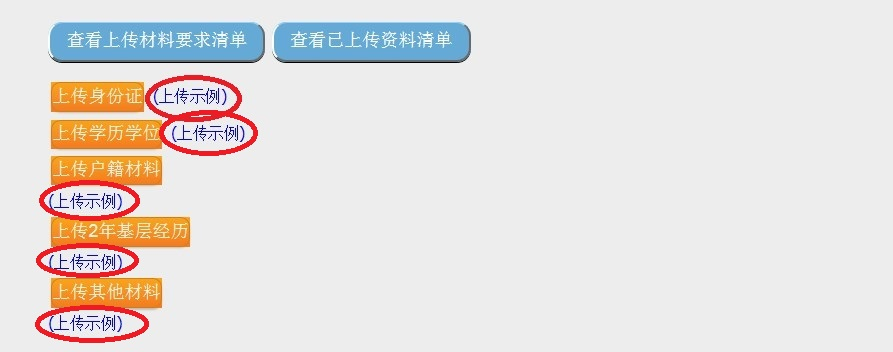 查看上传材料要求清单 查看已上传资料清单
上传身份证 (上传示例)
上传学历学位 (上传示例)
上传户籍材料
(上传示例)
上传2年基层经历
(上传示例)
上传其他材料
(上传示例)